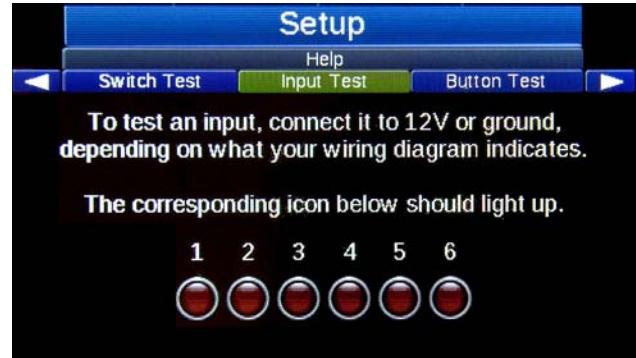 Setup
Help
Switch Test Input Test Button Test
To test an input, connect it to 12V or ground,
depending on what your wiring diagram indicates.
The corresponding icon below should light up.
1 2 3 4 5 6